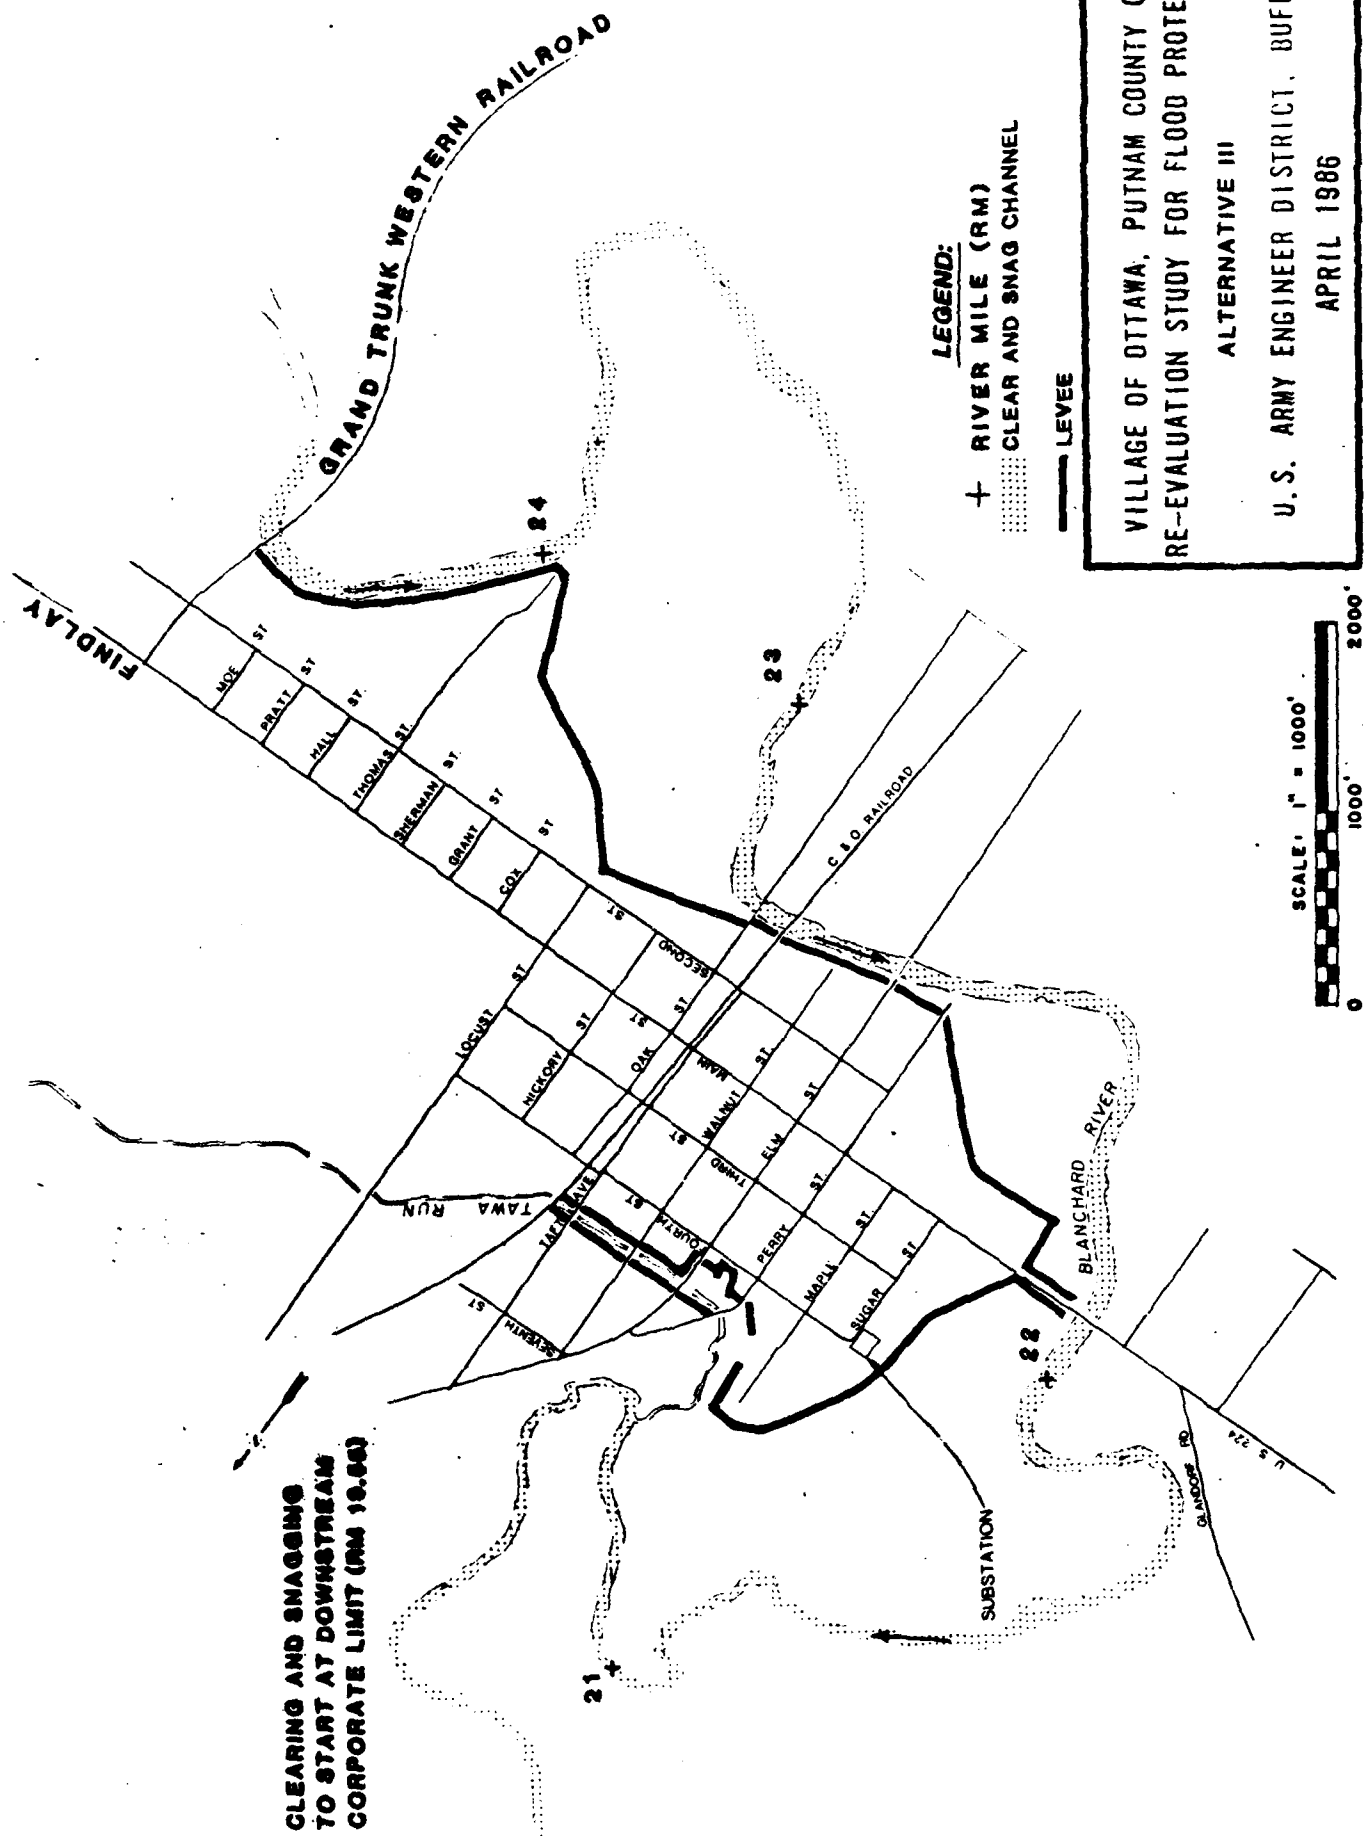 CLEARING AND SNAGGING
TO START AT DOWNSTREAM
CORPORATE LIMIT
FINDLAY
GRAND TRUNK WESTERN RAILROAD
MOE ST
PRATT ST
HALL ST.
THOMAS ST.
SHERMAN ST.
GRANT ST
COX ST
LOCUST ST
HICKORY ST
OAK ST
SECOND ST.
MAIN ST
WALNUT ST.
ELM ST
THIRD ST
FOURTH ST
PERRY ST.
MAPLE ST.
SUGAR ST
TAFT AVE
SEVENTH ST
TAWA RUN
C & O RAILROAD
BLANCHARD RIVER
SUBSTATION
GLANDORF RD
U S 224
21
22
23
24
LEGEND:
+ RIVER MILE (RM)
CLEAR AND SNAG CHANNEL
LEVEE
SCALE: 1" = 1000'
0 1000' 2000'
VILLAGE OF OTTAWA, PUTNAM COUNTY
RE-EVALUATION STUDY FOR FLOOD PROTE
ALTERNATIVE III
U.S. ARMY ENGINEER DISTRICT, BUF
APRIL 1986